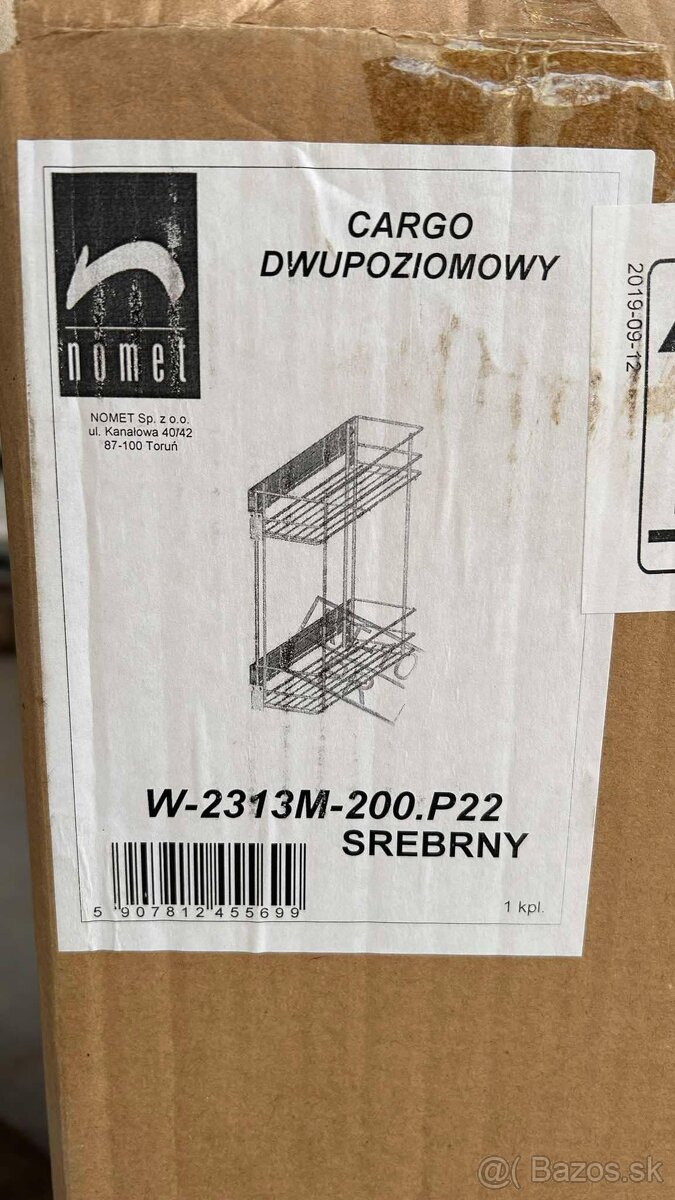 CARGO
DWUPOZIOMOWY
nomet
NOMET Sp. z o.o.
ul. Kanałowa 40/42
87-100 Toruń
2019-09-12
W-2313M-200.P22
SREBRNY
5 907812 455699
1 kpl.
@( Bazos.sk